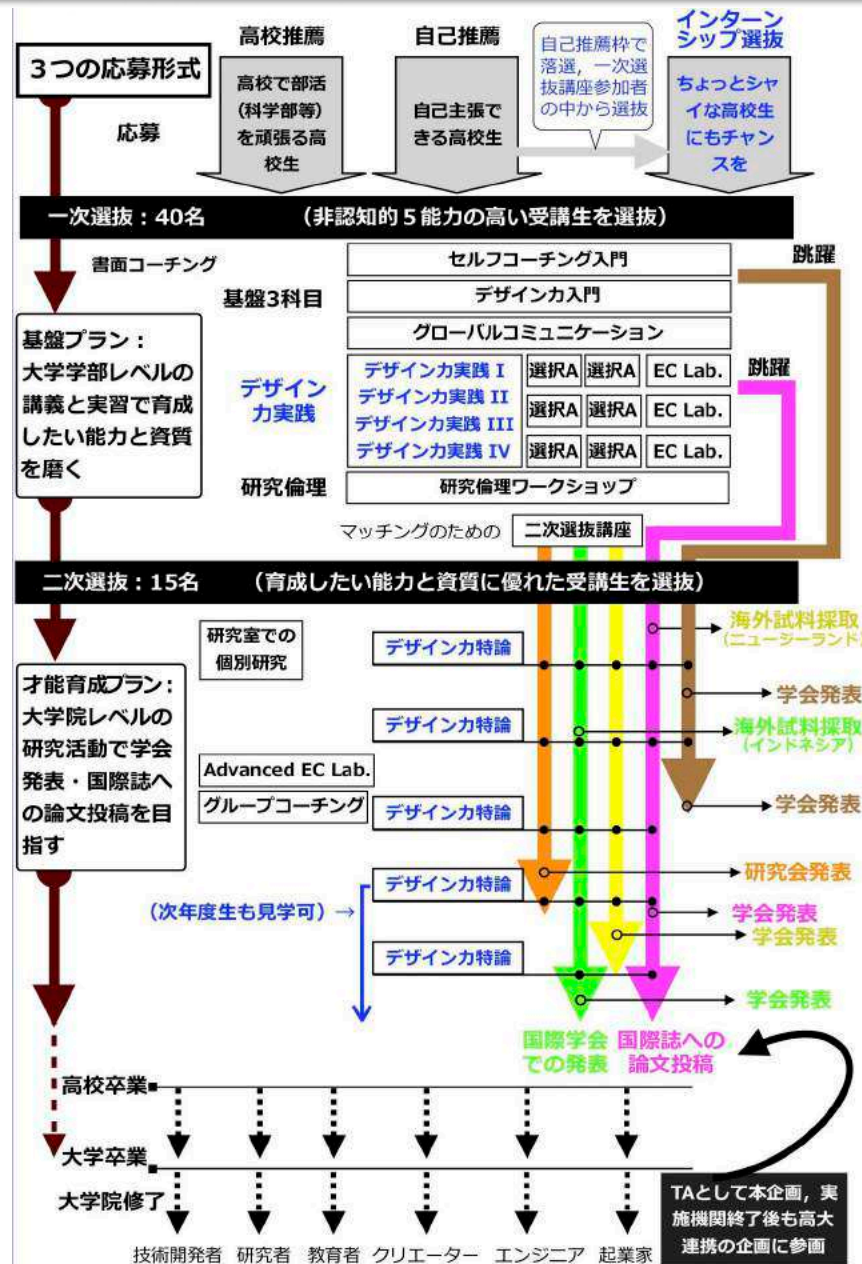 3つの応募形式
応募
高校推薦
高校で部活
(科学部等)
を頑張る高
校生
自己推薦
自己主張で
きる高校生
自己推薦枠で
落選，一次選
抜講座参加者
の中から選抜
インターン
シップ選抜
ちょっとシャ
イな高校生
にもチャン
スを
一次選抜：40名　（非認知的５能力の高い受講生を選抜）
書面コーチング
基盤3科目
セルフコーチング入門
デザイン力入門
グローバルコミュニケーション
跳躍
基盤プラン：
大学学部レベルの
講義と実習で育成
したい能力と資質
を磨く
デザイン
力実践
デザイン力実践 I
デザイン力実践 II
デザイン力実践 III
デザイン力実践 IV
選択A 選択A EC Lab.
選択A 選択A EC Lab.
選択A 選択A EC Lab.
跳躍
研究倫理
研究倫理ワークショップ
マッチングのための
二次選抜講座
二次選抜：15名　（育成したい能力と資質に優れた受講生を選抜）
研究室での
個別研究
デザイン力特論
海外試料採取
(ニュージーランド)
才能育成プラン：
大学院レベルの
研究活動で学会
発表・国際誌へ
の論文投稿を目
指す
学会発表
デザイン力特論
海外試料採取
(インドネシア)
Advanced EC Lab.
グループコーチング
デザイン力特論
学会発表
デザイン力特論
研究会発表
(次年度生も見学可) →
学会発表
学会発表
デザイン力特論
学会発表
国際学会
での発表
国際誌への
論文投稿
高校卒業
大学卒業
大学院修了
TAとして本企画，実
施機関終了後も高大
連携の企画に参画
技術開発者 研究者 教育者 クリエーター エンジニア 起業家